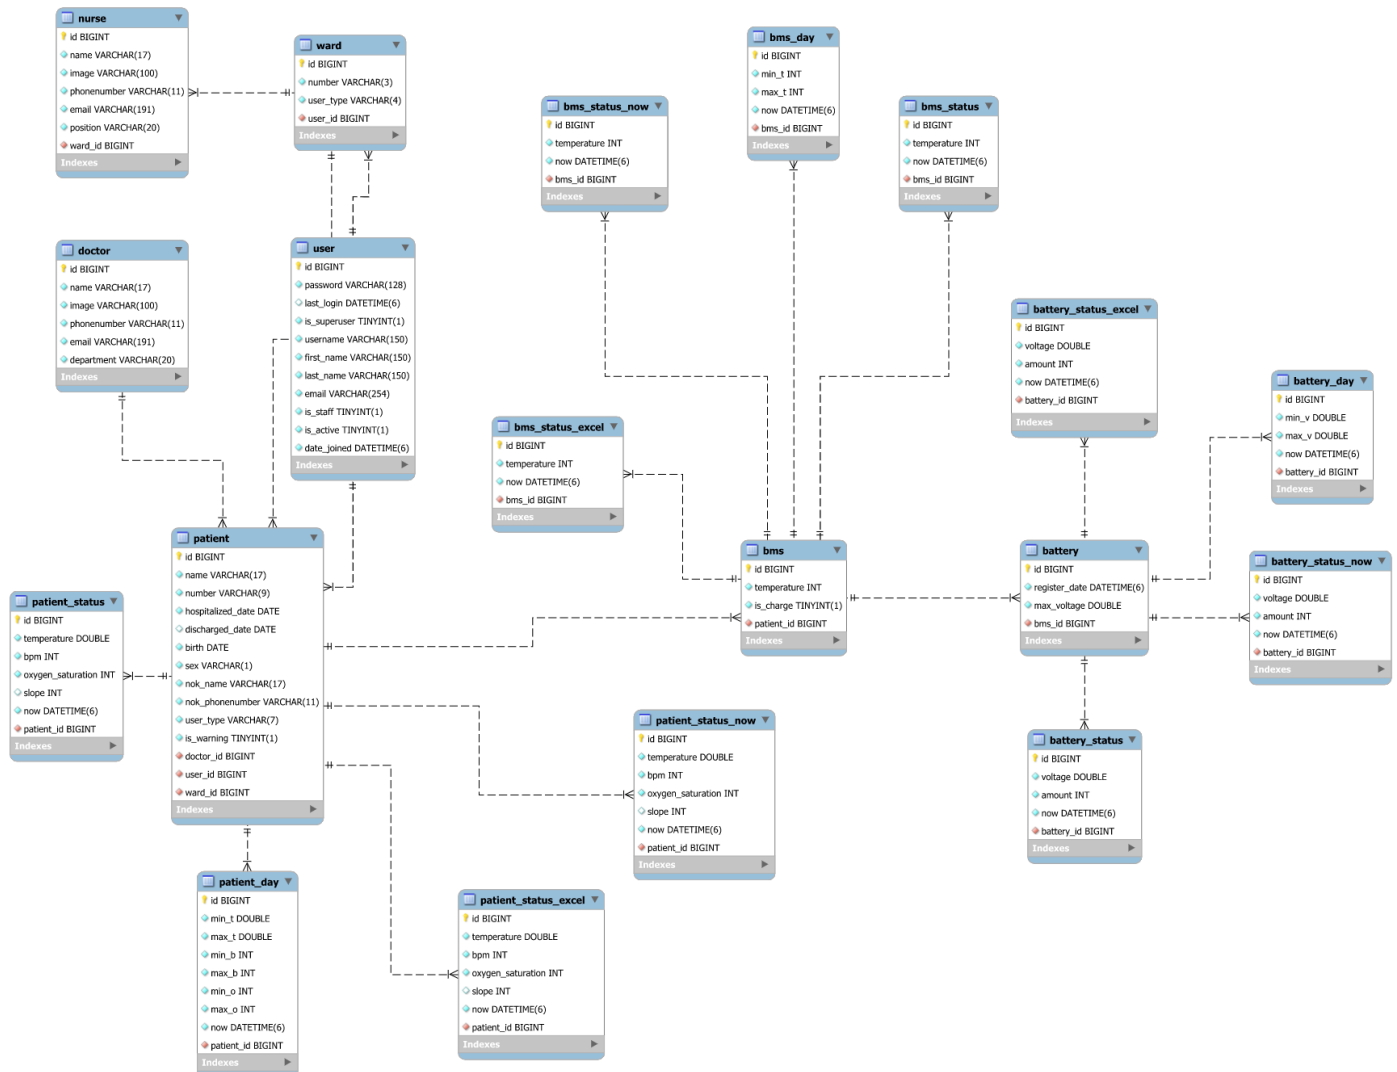 nurse
id BIGINT
name VARCHAR(17)
image VARCHAR(100)
phonenumber VARCHAR(11)
email VARCHAR(191)
position VARCHAR(20)
ward_id BIGINT
Indexes
ward
id BIGINT
number VARCHAR(3)
user_type VARCHAR(4)
user_id BIGINT
Indexes
bms_status_now
id BIGINT
temperature INT
now DATETIME(6)
bms_id BIGINT
Indexes
bms_day
id BIGINT
min_t INT
max_t INT
now DATETIME(6)
bms_id BIGINT
Indexes
bms_status
id BIGINT
temperature INT
now DATETIME(6)
bms_id BIGINT
Indexes
doctor
id BIGINT
name VARCHAR(17)
image VARCHAR(100)
phonenumber VARCHAR(11)
email VARCHAR(191)
department VARCHAR(20)
Indexes
user
id BIGINT
password VARCHAR(128)
last_login DATETIME(6)
is_superuser TINYINT(1)
username VARCHAR(150)
first_name VARCHAR(150)
last_name VARCHAR(150)
email VARCHAR(254)
is_staff TINYINT(1)
is_active TINYINT(1)
date_joined DATETIME(6)
Indexes
battery_status_excel
id BIGINT
voltage DOUBLE
amount INT
now DATETIME(6)
battery_id BIGINT
Indexes
battery_day
id BIGINT
min_v DOUBLE
max_v DOUBLE
now DATETIME(6)
battery_id BIGINT
Indexes
bms_status_excel
id BIGINT
temperature INT
now DATETIME(6)
bms_id BIGINT
Indexes
patient
id BIGINT
name VARCHAR(17)
number VARCHAR(9)
hospitalized_date DATE
discharged_date DATE
birth DATE
sex VARCHAR(1)
nok_name VARCHAR(17)
nok_phonenumber VARCHAR(11)
user_type VARCHAR(7)
is_warning TINYINT(1)
doctor_id BIGINT
user_id BIGINT
ward_id BIGINT
Indexes
bms
id BIGINT
temperature INT
is_charge TINYINT(1)
patient_id BIGINT
Indexes
battery
id BIGINT
register_date DATETIME(6)
max_voltage DOUBLE
bms_id BIGINT
Indexes
battery_status_now
id BIGINT
voltage DOUBLE
amount INT
now DATETIME(6)
battery_id BIGINT
Indexes
patient_status
id BIGINT
temperature DOUBLE
bpm INT
oxygen_saturation INT
slope INT
now DATETIME(6)
patient_id BIGINT
Indexes
patient_status_now
id BIGINT
temperature DOUBLE
bpm INT
oxygen_saturation INT
slope INT
now DATETIME(6)
patient_id BIGINT
Indexes
battery_status
id BIGINT
voltage DOUBLE
amount INT
now DATETIME(6)
battery_id BIGINT
Indexes
patient_day
id BIGINT
min_t DOUBLE
max_t DOUBLE
min_b INT
max_b INT
min_o INT
max_o INT
now DATETIME(6)
patient_id BIGINT
Indexes
patient_status_excel
id BIGINT
temperature DOUBLE
bpm INT
oxygen_saturation INT
slope INT
now DATETIME(6)
patient_id BIGINT
Indexes